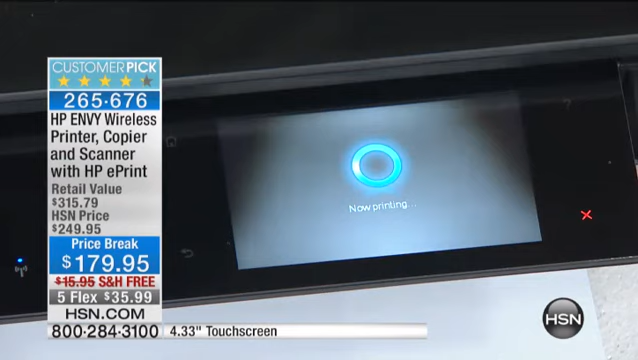 CUSTOMER PICK
265-676
HP ENVY Wireless
Printer, Copier
and Scanner
with HP ePrint
Retail Value
$315.79
HSN Price
$249.95
Price Break
$179.95
$15.95 S&H FREE
5 Flex $35.99
HSN.COM
800-284-3100 4.33" Touchscreen
Now printing...
HSN